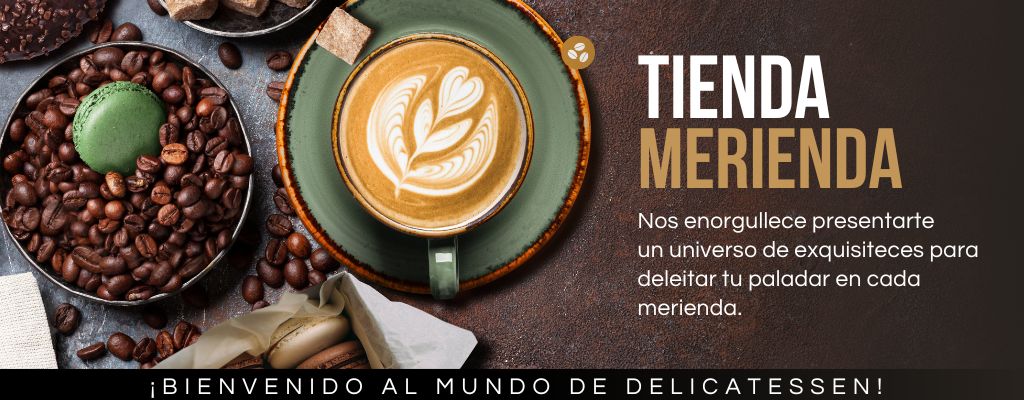 TIENDA
MERIENDA
Nos enorgullece presentarte
un universo de exquisiteces para
deleitar tu paladar en cada
merienda.
¡BIENVENIDO AL MUNDO DE DELICATESSEN!